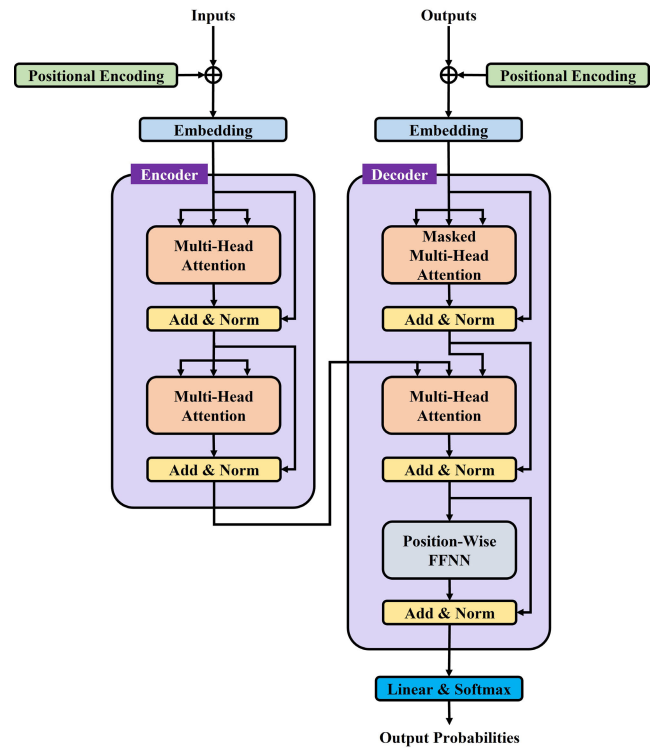 Inputs
Outputs
Positional Encoding
Positional Encoding
Embedding
Embedding
Encoder
Decoder
Multi-Head
Attention
Masked
Multi-Head
Attention
Add & Norm
Add & Norm
Multi-Head
Attention
Multi-Head
Attention
Add & Norm
Add & Norm
Position-Wise
FFNN
Add & Norm
Linear & Softmax
Output Probabilities